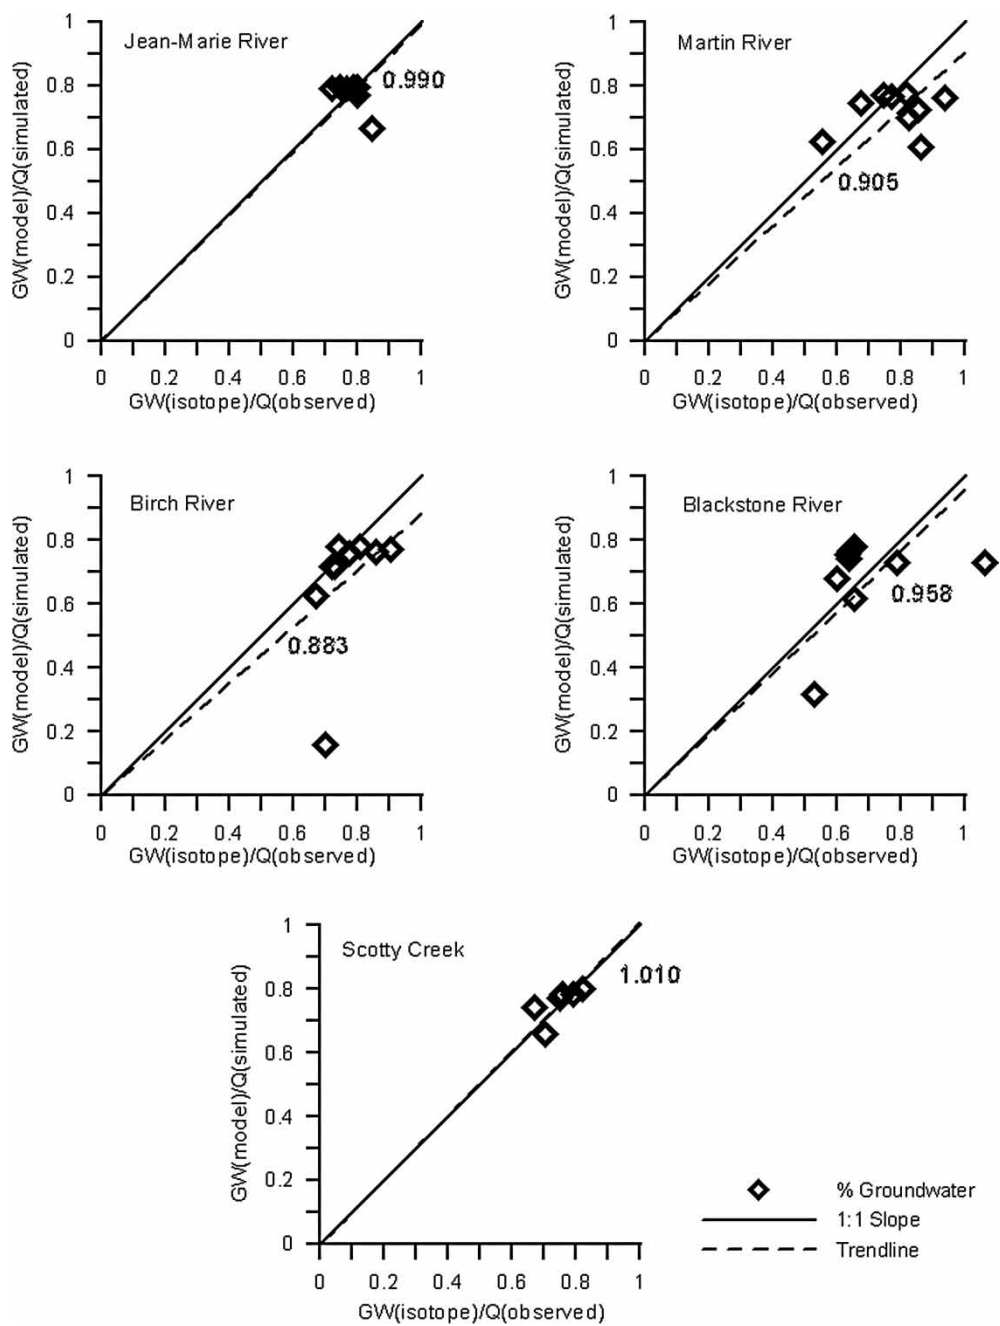 Jean-Marie River
0.990
GW(model)/Q(simulated)
1
0.8
0.6
0.4
0.2
0
0 0.2 0.4 0.6 0.8 1
GW(isotope)/Q(observed)
Martin River
0.905
GW(model)/Q(simulated)
1
0.8
0.6
0.4
0.2
0
0 0.2 0.4 0.6 0.8 1
GW(isotope)/Q(observed)
Birch River
0.883
GW(model)/Q(simulated)
1
0.8
0.6
0.4
0.2
0
0 0.2 0.4 0.6 0.8 1
GW(isotope)/Q(observed)
Blackstone River
0.958
GW(model)/Q(simulated)
1
0.8
0.6
0.4
0.2
0
0 0.2 0.4 0.6 0.8 1
GW(isotope)/Q(observed)
Scotty Creek
1.010
GW(model)/Q(simulated)
1
0.8
0.6
0.4
0.2
0
0 0.2 0.4 0.6 0.8 1
GW(isotope)/Q(observed)
% Groundwater
1:1 Slope
Trendline